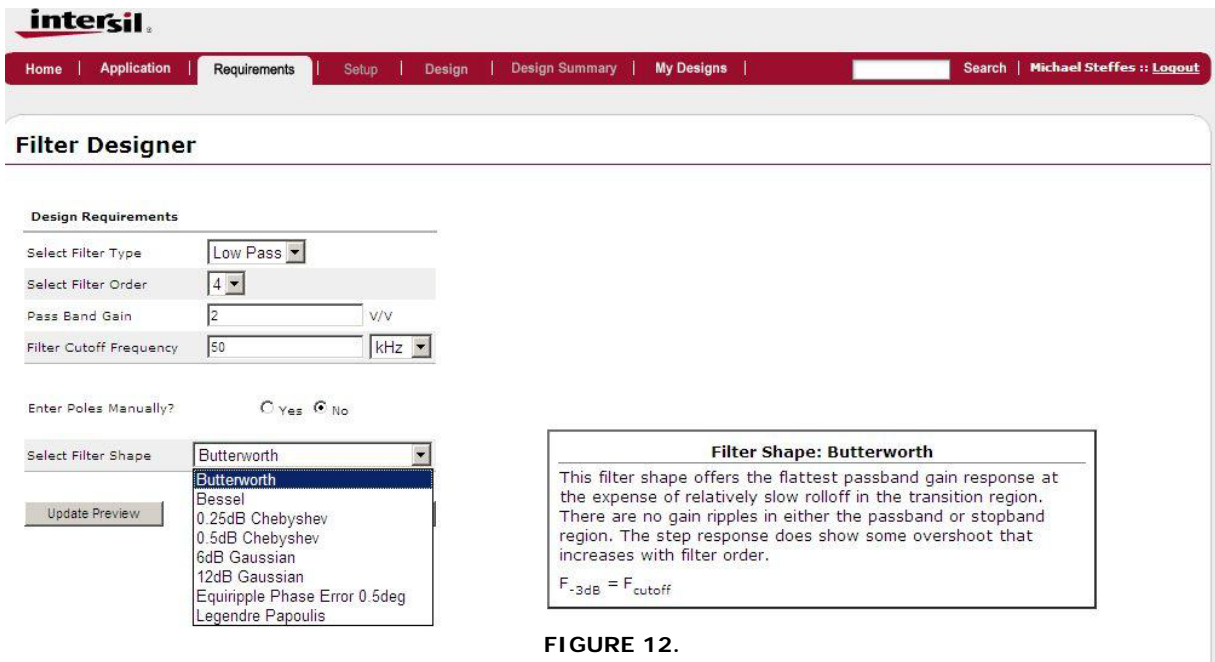 intersil®
Home | Application | Requirements | Setup | Design | Design Summary | My Designs | Search | Michael Steffes :: Logout
Filter Designer
Design Requirements
Select Filter Type Low Pass
Select Filter Order 4
Pass Band Gain 2 V/V
Filter Cutoff Frequency 50 kHz
Enter Poles Manually? Yes No
Select Filter Shape Butterworth
Butterworth
Bessel
0.25dB Chebyshev
0.5dB Chebyshev
6dB Gaussian
12dB Gaussian
Equiripple Phase Error 0.5deg
Legendre Papoulis
Update Preview
Filter Shape: Butterworth
This filter shape offers the flattest passband gain response at
the expense of relatively slow rolloff in the transition region.
There are no gain ripples in either the passband or stopband
region. The step response does show some overshoot that
increases with filter order.
F-3dB = Fcutoff
FIGURE 12.